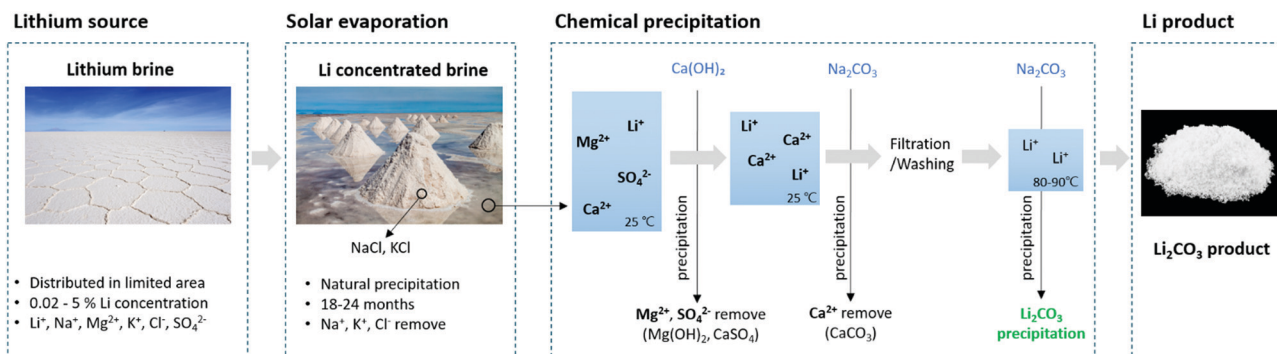 Lithium source
Lithium brine
• Distributed in limited area
• 0.02 - 5 % Li concentration
• Li⁺, Na⁺, Mg²⁺, K⁺, Cl⁻, SO₄²⁻
Solar evaporation
Li concentrated brine
NaCl, KCl
• Natural precipitation
• 18-24 months
• Na⁺, K⁺, Cl⁻ remove
Chemical precipitation
Ca(OH)₂
Mg²⁺
Li⁺
SO₄²⁻
Ca²⁺
25 ℃
precipitation
Mg²⁺, SO₄²⁻ remove
(Mg(OH)₂, CaSO₄)
Li⁺
Ca²⁺
Ca²⁺
Li⁺
25 ℃
Na₂CO₃
precipitation
Ca²⁺ remove
(CaCO₃)
Filtration
/Washing
Na₂CO₃
Li⁺
Li⁺
80-90℃
precipitation
Li₂CO₃
precipitation
Li product
Li₂CO₃ product